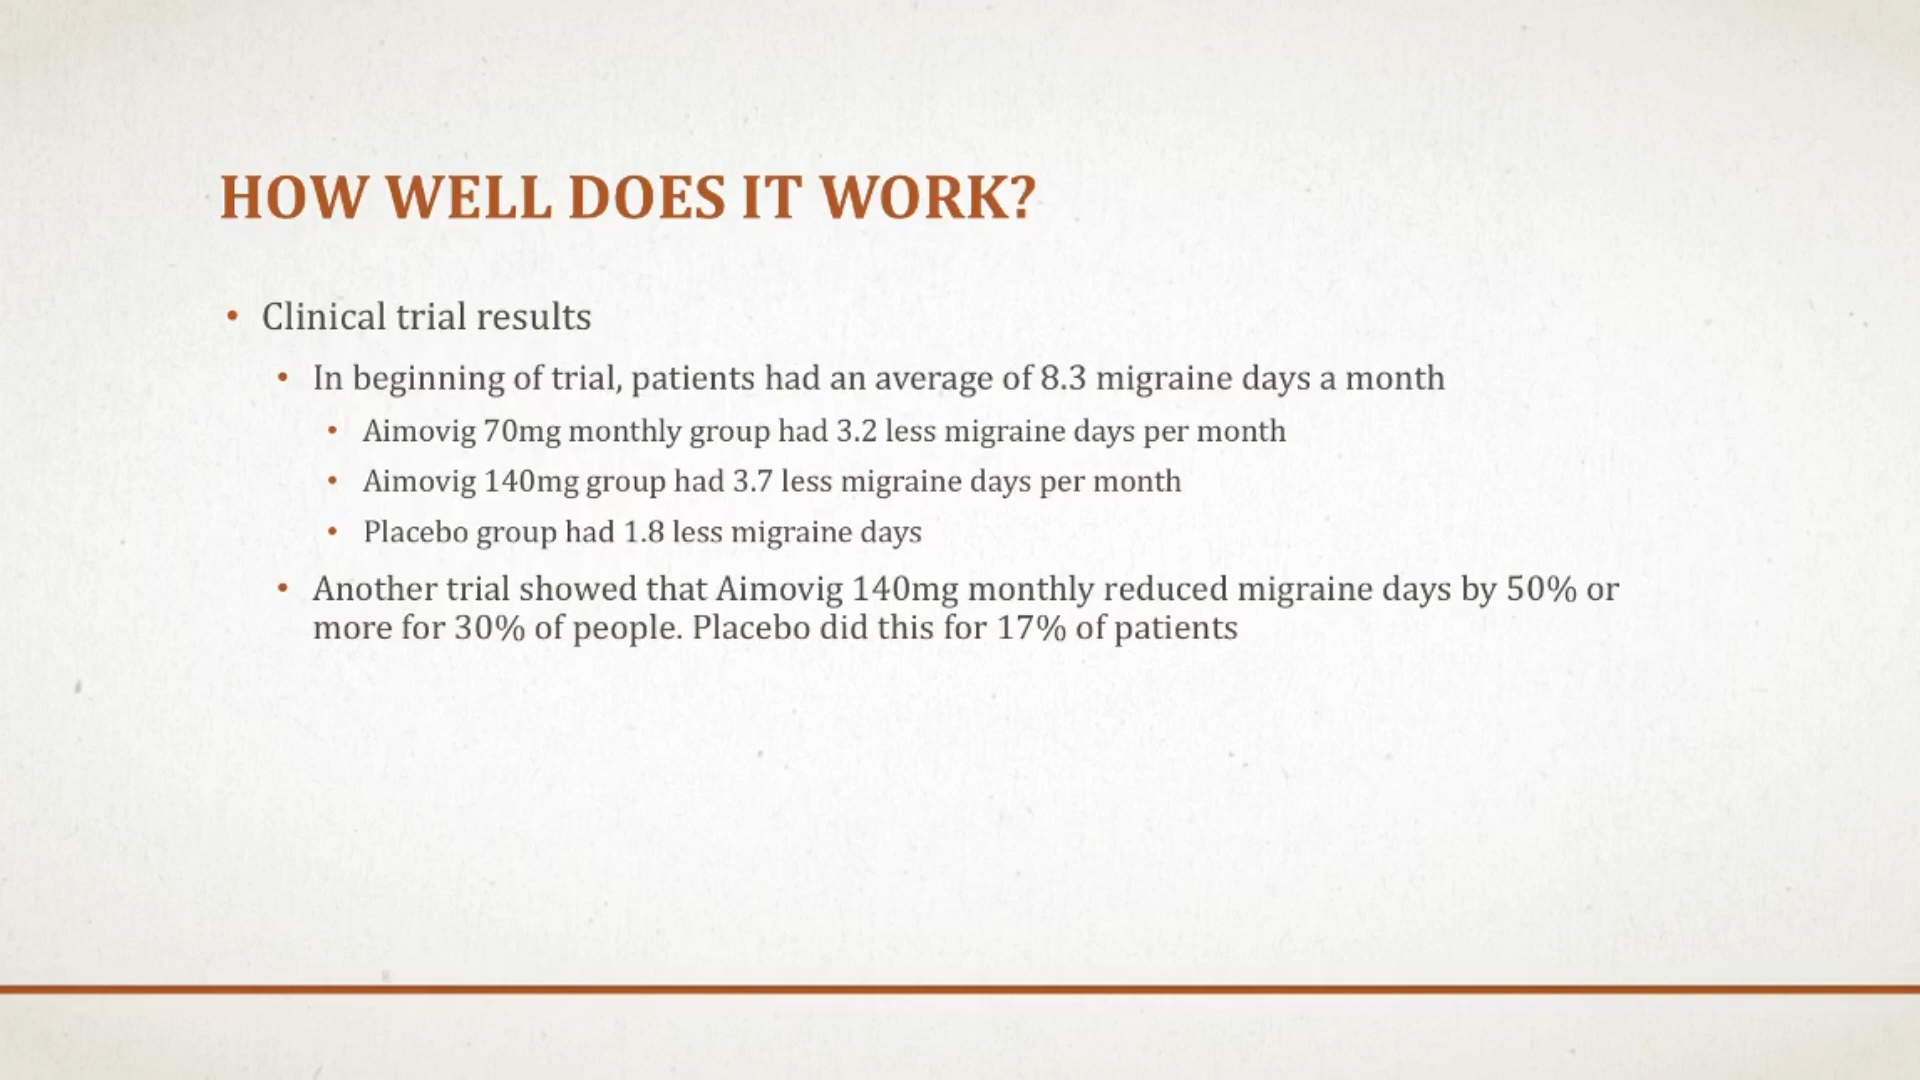 HOW WELL DOES IT WORK?
• Clinical trial results
• In beginning of trial, patients had an average of 8.3 migraine days a month
• Aimovig 70mg monthly group had 3.2 less migraine days per month
• Aimovig 140mg group had 3.7 less migraine days per month
• Placebo group had 1.8 less migraine days
• Another trial showed that Aimovig 140mg monthly reduced migraine days by 50% or
more for 30% of people. Placebo did this for 17% of patients